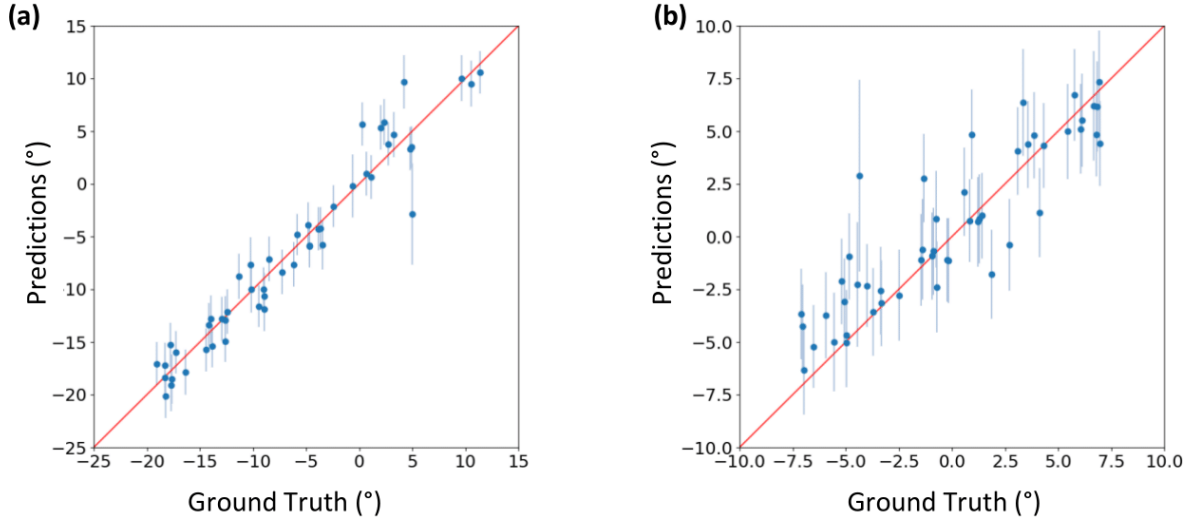 (a)
15
10
5
0
−5
−10
−15
−20
−25
−25 −20 −15 −10 −5 0 5 10 15
Predictions (°)
Ground Truth (°)
(b)
10.0
7.5
5.0
2.5
0.0
−2.5
−5.0
−7.5
−10.0
−10.0 −7.5 −5.0 −2.5 0.0 2.5 5.0 7.5 10.0
Predictions (°)
Ground Truth (°)